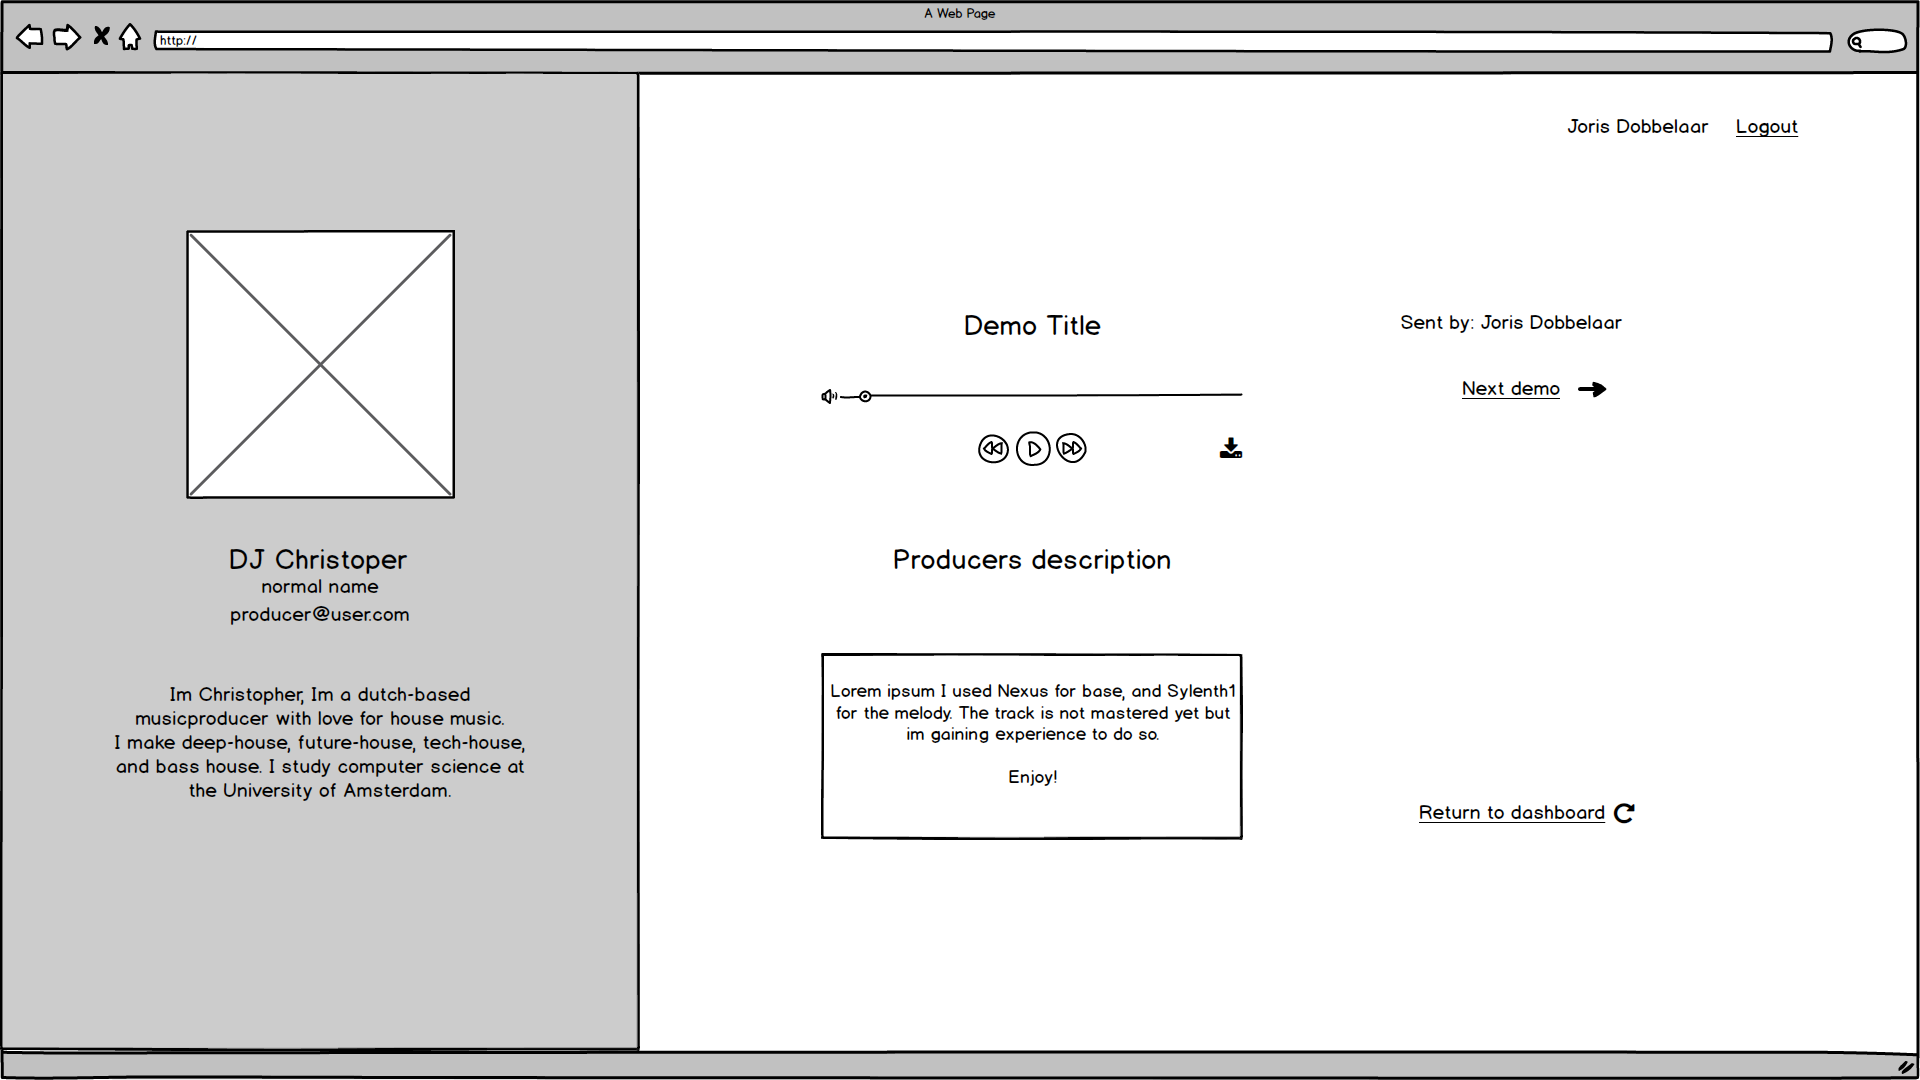 A Web Page
http://
Joris Dobbelaar Logout
DJ Christoper
normal name
producer@user.com
Im Christopher, Im a dutch-based
musicproducer with love for house music.
I make deep-house, future-house, tech-house,
and bass house. I study computer science at
the University of Amsterdam.
Demo Title
Producers description
Lorem ipsum I used Nexus for base, and Sylenth1
for the melody. The track is not mastered yet but
im gaining experience to do so.
Enjoy!
Sent by: Joris Dobbelaar
Next demo
Return to dashboard